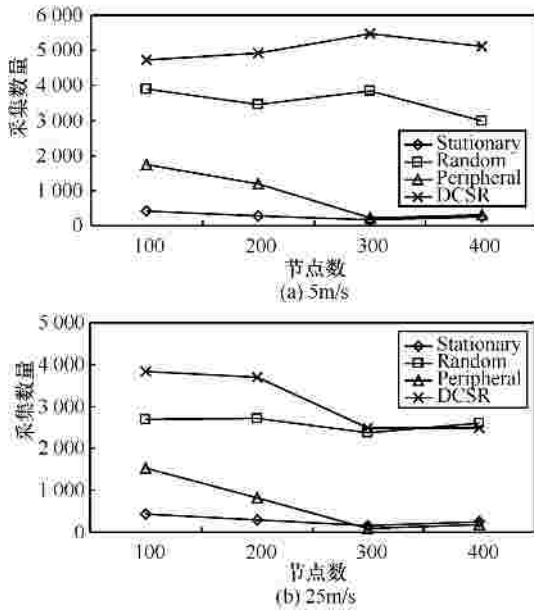 6 000
5 000
4 000
3 000
2 000
1 000
0
采集数量
Stationary
Random
Peripheral
DCSR
100 200 300 400
节点数
(a) 5m/s
5 000
4 000
3 000
2 000
1 000
0
采集数量
Stationary
Random
Peripheral
DCSR
100 200 300 400
节点数
(b) 25m/s